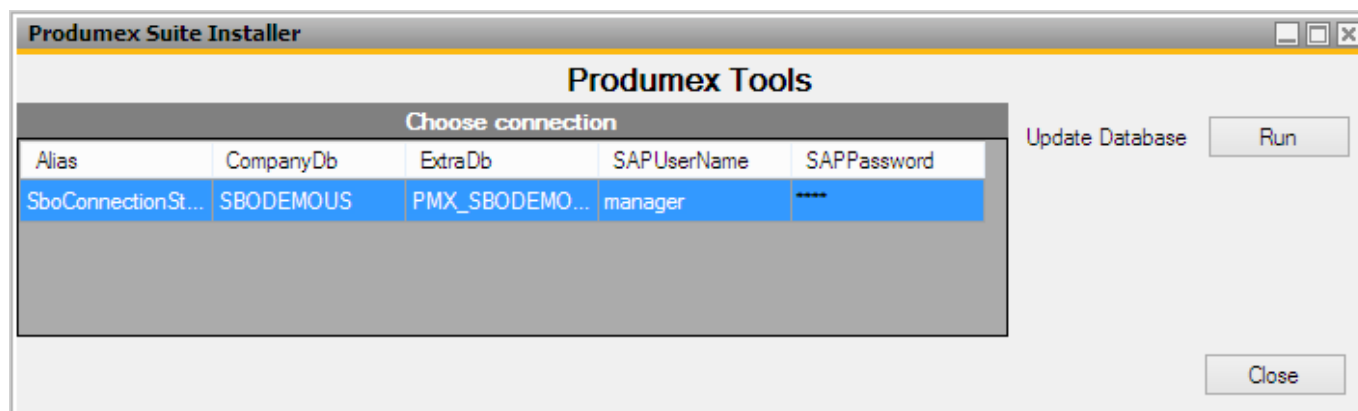 Produmex Suite Installer
Produmex Tools
Choose connection
Update Database Run
Alias CompanyDb ExtraDb SAPUserName SAPPassword
SboConnectionSt... SBODEMOUS PMX_SBODEMO... manager ****
Close